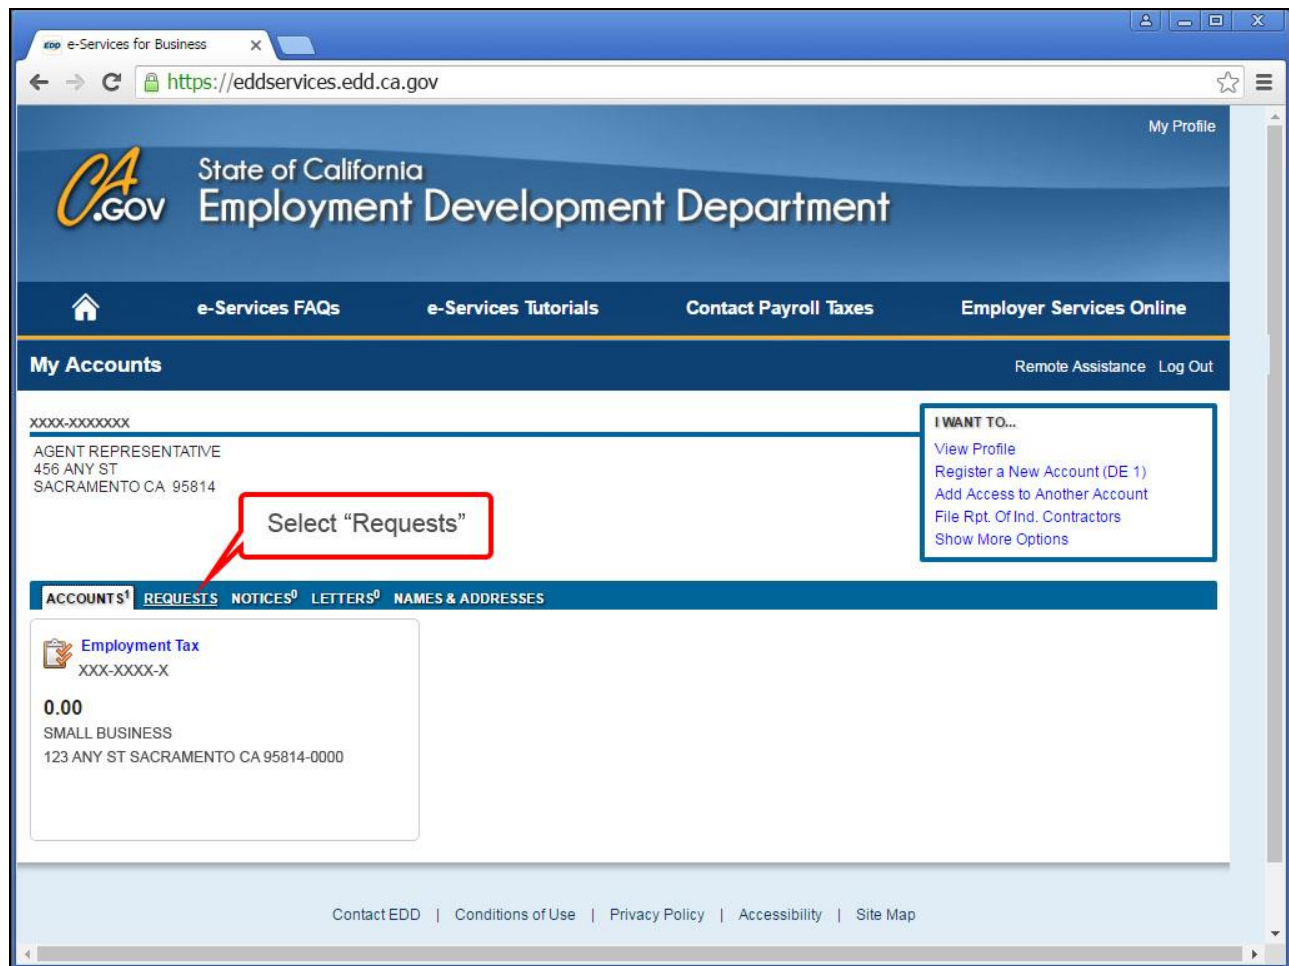 e-Services for Business
https://eddservices.edd.ca.gov
My Profile
CA.GOV
State of California
Employment Development Department
e-Services FAQs e-Services Tutorials Contact Payroll Taxes Employer Services Online
My Accounts
Remote Assistance Log Out
XXXX-XXXXXXX
AGENT REPRESENTATIVE
456 ANY ST
SACRAMENTO CA 95814
I WANT TO...
View Profile
Register a New Account (DE 1)
Add Access to Another Account
File Rpt. Of Ind. Contractors
Show More Options
Select “Requests”
ACCOUNTS¹ REQUESTS NOTICES⁰ LETTERS⁰ NAMES & ADDRESSES
Employment Tax
XXX-XXXX-X
0.00
SMALL BUSINESS
123 ANY ST SACRAMENTO CA 95814-0000
Contact EDD | Conditions of Use | Privacy Policy | Accessibility | Site Map